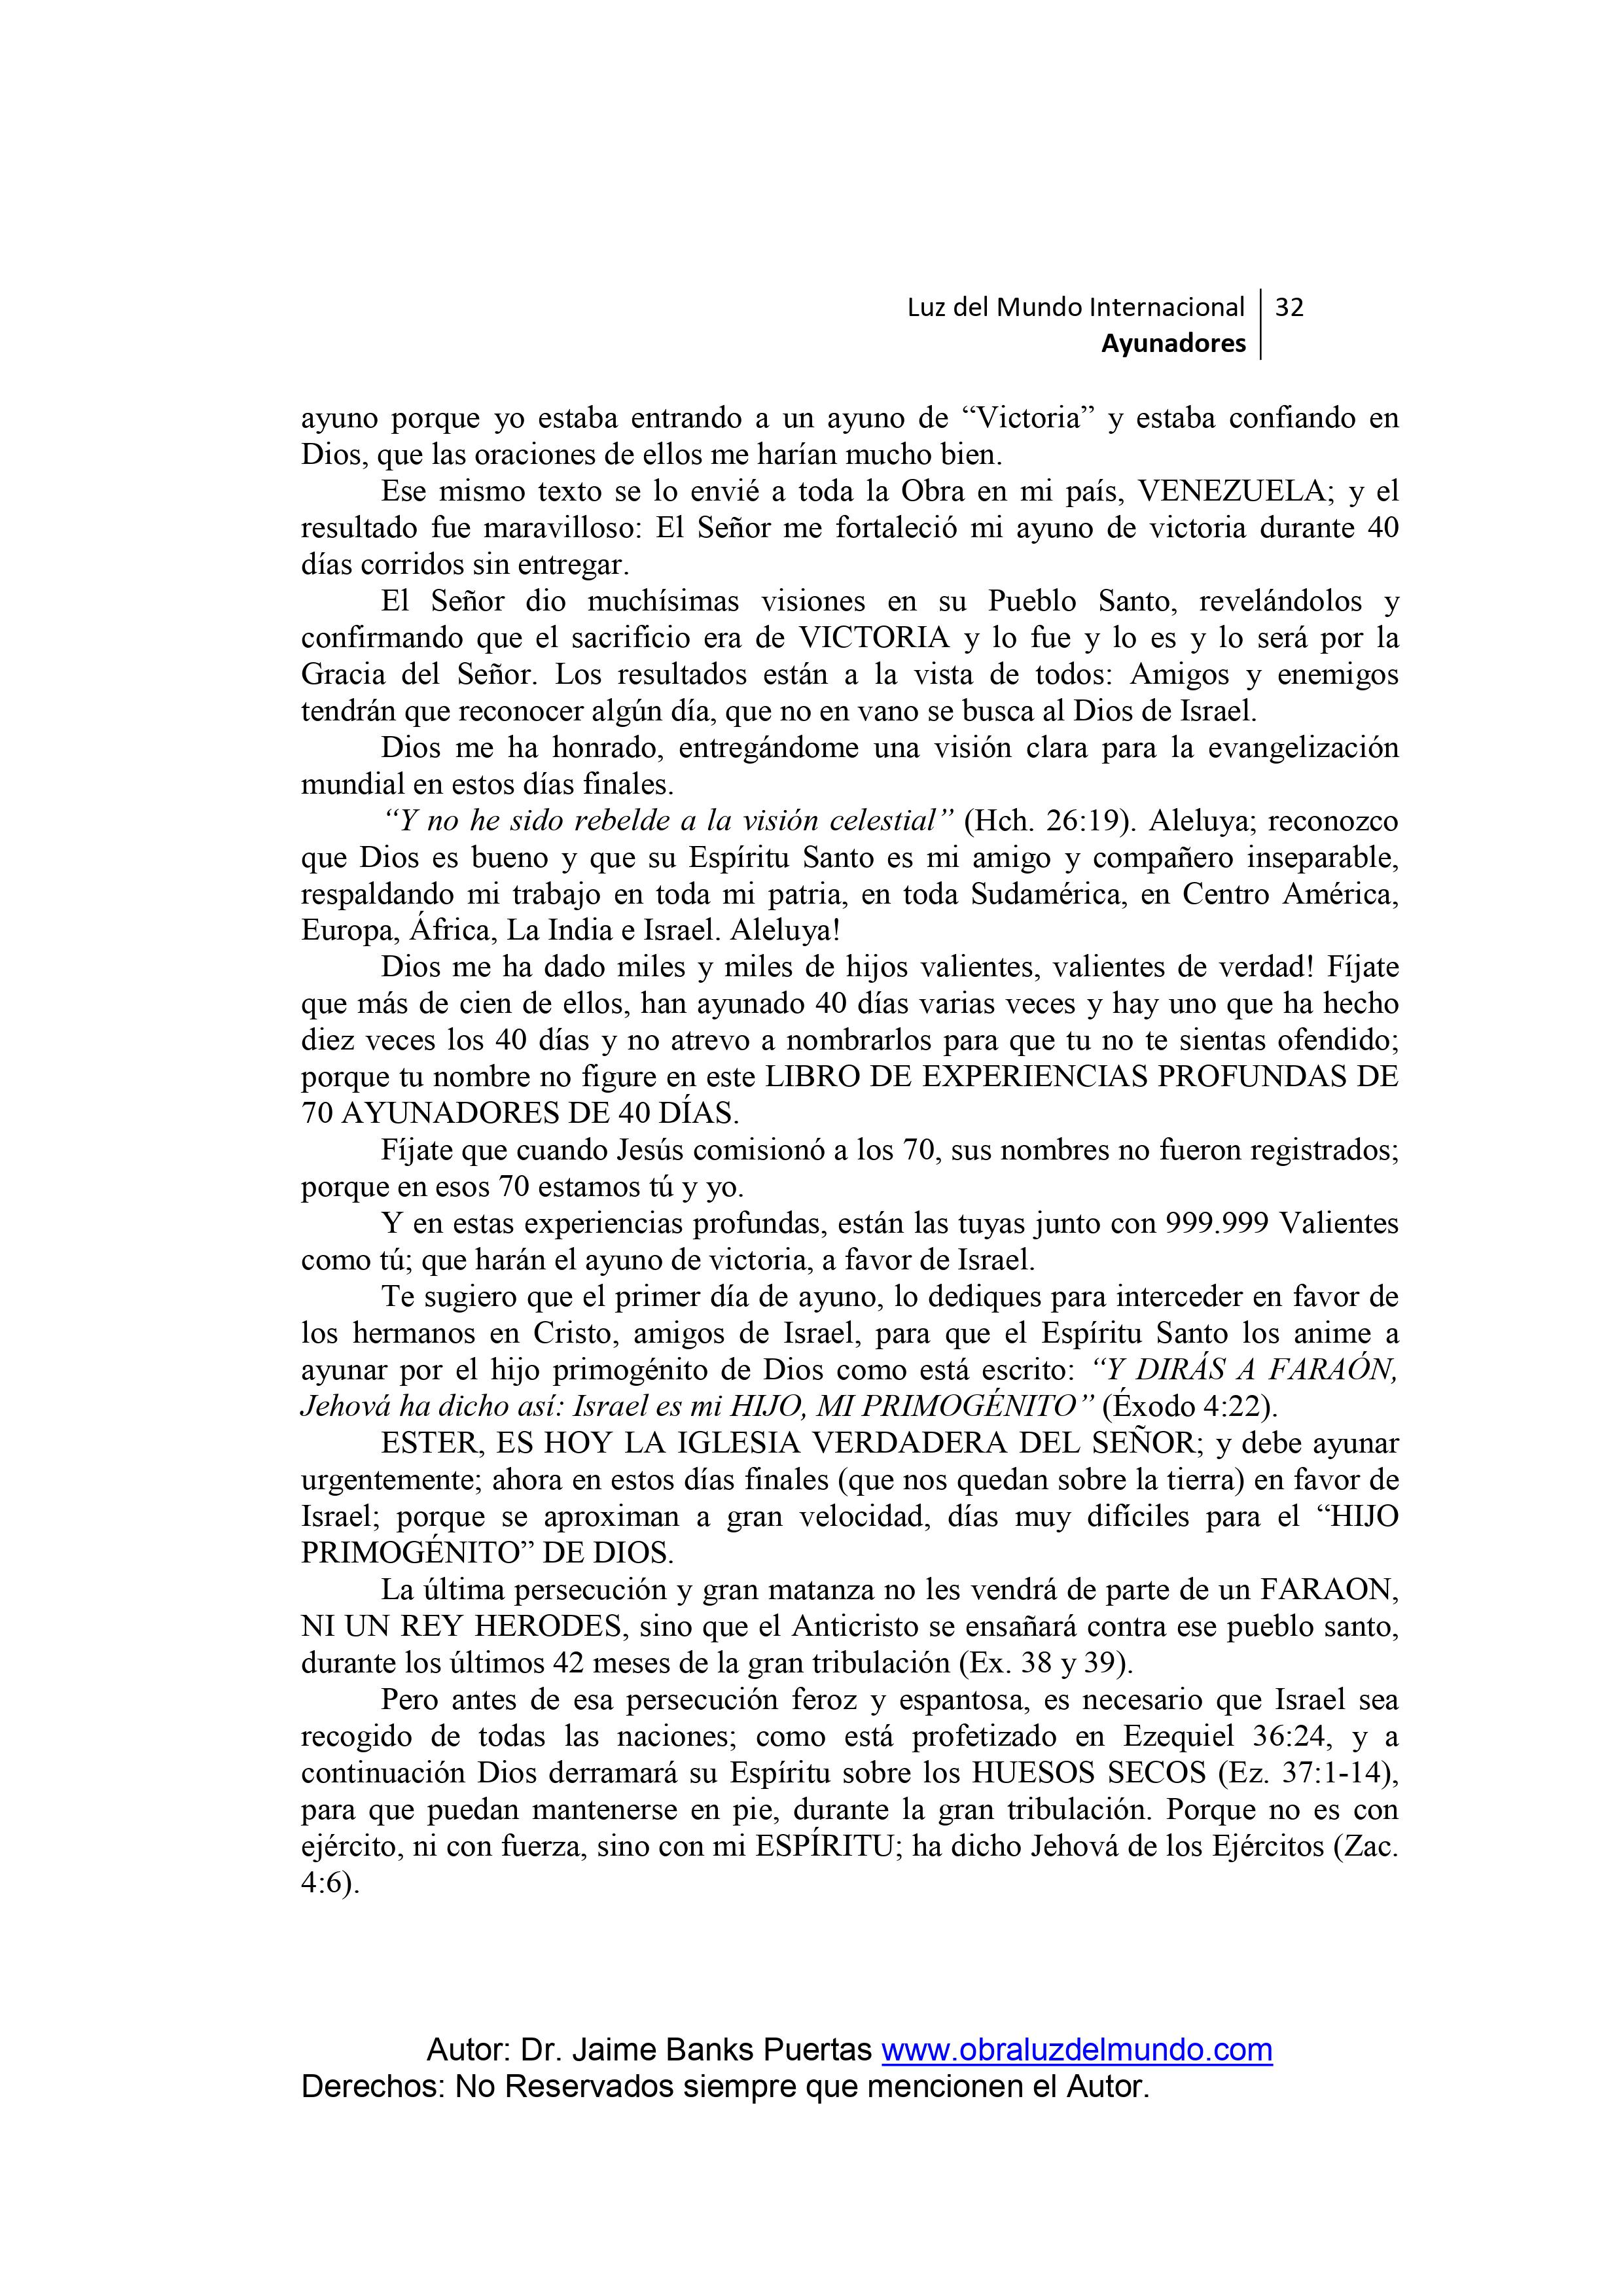 Luz del Mundo Internacional 32
Ayunadores
ayuno porque yo estaba entrando a un ayuno de “Victoria” y estaba confiando en
Dios, que las oraciones de ellos me harían mucho bien.
Ese mismo texto se lo envié a toda la Obra en mi país, VENEZUELA; y el
resultado fue maravilloso: El Señor me fortaleció mi ayuno de victoria durante 40
días corridos sin entregar.
El Señor dio muchísimas visiones en su Pueblo Santo, revelándolos y
confirmando que el sacrificio era de VICTORIA y lo fue y lo es y lo será por la
Gracia del Señor. Los resultados están a la vista de todos: Amigos y enemigos
tendrán que reconocer algún día, que no en vano se busca al Dios de Israel.
Dios me ha honrado, entregándome una visión clara para la evangelización
mundial en estos días finales.
“Y no he sido rebelde a la visión celestial” (Hch. 26:19). Aleluya; reconozco
que Dios es bueno y que su Espíritu Santo es mi amigo y compañero inseparable,
respaldando mi trabajo en toda mi patria, en toda Sudamérica, en Centro América,
Europa, África, La India e Israel. Aleluya!
Dios me ha dado miles y miles de hijos valientes, valientes de verdad! Fíjate
que más de cien de ellos, han ayunado 40 días varias veces y hay uno que ha hecho
diez veces los 40 días y no atrevo a nombrarlos para que tu no te sientas ofendido;
porque tu nombre no figure en este LIBRO DE EXPERIENCIAS PROFUNDAS DE
70 AYUNADORES DE 40 DÍAS.
Fíjate que cuando Jesús comisionó a los 70, sus nombres no fueron registrados;
porque en esos 70 estamos tú y yo.
Y en estas experiencias profundas, están las tuyas junto con 999.999 Valientes
como tú; que harán el ayuno de victoria, a favor de Israel.
Te sugiero que el primer día de ayuno, lo dediques para interceder en favor de
los hermanos en Cristo, amigos de Israel, para que el Espíritu Santo los anime a
ayunar por el hijo primogénito de Dios como está escrito: “Y DIRÁS A FARAÓN,
Jehová ha dicho así: Israel es mi HIJO, MI PRIMOGÉNITO” (Éxodo 4:22).
ESTER, ES HOY LA IGLESIA VERDADERA DEL SEÑOR; y debe ayunar
urgentemente; ahora en estos días finales (que nos quedan sobre la tierra) en favor de
Israel; porque se aproximan a gran velocidad, días muy difíciles para el “HIJO
PRIMOGÉNITO” DE DIOS.
La última persecución y gran matanza no les vendrá de parte de un FARAON,
NI UN REY HERODES, sino que el Anticristo se ensañará contra ese pueblo santo,
durante los últimos 42 meses de la gran tribulación (Ex. 38 y 39).
Pero antes de esa persecución feroz y espantosa, es necesario que Israel sea
recogido de todas las naciones; como está profetizado en Ezequiel 36:24, y a
continuación Dios derramará su Espíritu sobre los HUESOS SECOS (Ez. 37:1-14),
para que puedan mantenerse en pie, durante la gran tribulación. Porque no es con
ejército, ni con fuerza, sino con mi ESPÍRITU; ha dicho Jehová de los Ejércitos (Zac.
4:6).
Autor: Dr. Jaime Banks Puertas www.obraluzdelmundo.com
Derechos: No Reservados siempre que mencionen el Autor.